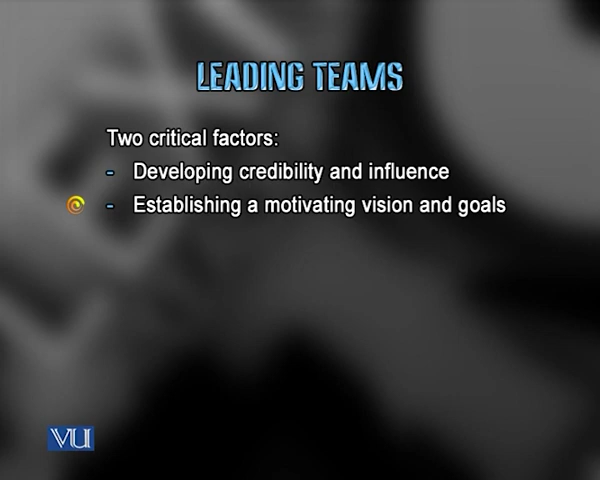 LEADING TEAMS
Two critical factors:
- Developing credibility and influence
- Establishing a motivating vision and goals
VU